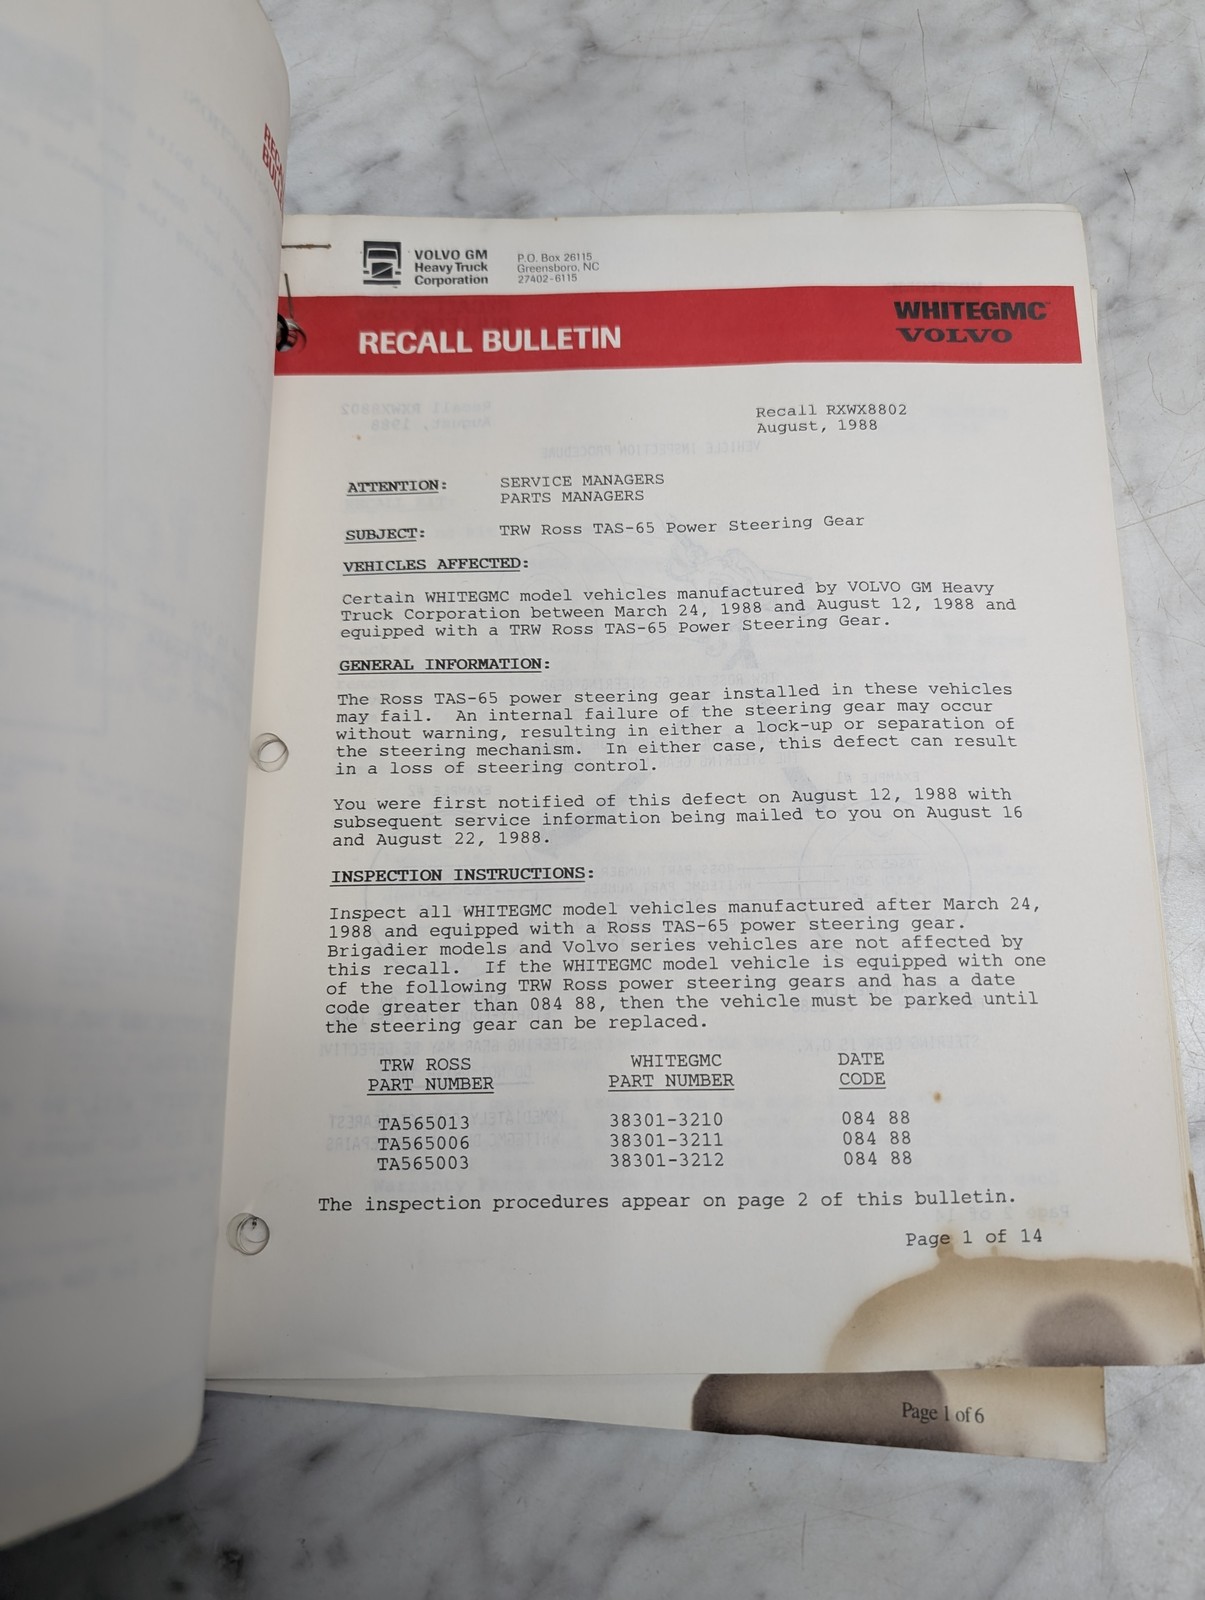 VOLVO GM
Heavy Truck
Corporation
P.O. Box 26115
Greensboro, NC
27402-6115
RECALL BULLETIN
WHITEGMC
VOLVO
Recall RXWX8802
August, 1988
ATTENTION: SERVICE MANAGERS
PARTS MANAGERS
SUBJECT: TRW Ross TAS-65 Power Steering Gear
VEHICLES AFFECTED:
Certain WHITEGMC model vehicles manufactured by VOLVO GM Heavy
Truck Corporation between March 24, 1988 and August 12, 1988 and
equipped with a TRW Ross TAS-65 Power Steering Gear.
GENERAL INFORMATION:
The Ross TAS-65 power steering gear installed in these vehicles
may fail. An internal failure of the steering gear may occur
without warning, resulting in either a lock-up or separation of
the steering mechanism. In either case, this defect can result
in a loss of steering control.
You were first notified of this defect on August 12, 1988 with
subsequent service information being mailed to you on August 16
and August 22, 1988.
INSPECTION INSTRUCTIONS:
Inspect all WHITEGMC model vehicles manufactured after March 24,
1988 and equipped with a Ross TAS-65 power steering gear.
Brigadier models and Volvo series vehicles are not affected by
this recall. If the WHITEGMC model vehicle is equipped with one
of the following TRW Ross power steering gears and has a date
code greater than 084 88, then the vehicle must be parked until
the steering gear can be replaced.
TRW ROSS WHITEGMC DATE
PART NUMBER PART NUMBER CODE
TA565013 38301-3210 084 88
TA565006 38301-3211 084 88
TA565003 38301-3212 084 88
The inspection procedures appear on page 2 of this bulletin.
Page 1 of 14
Page 1 of 6